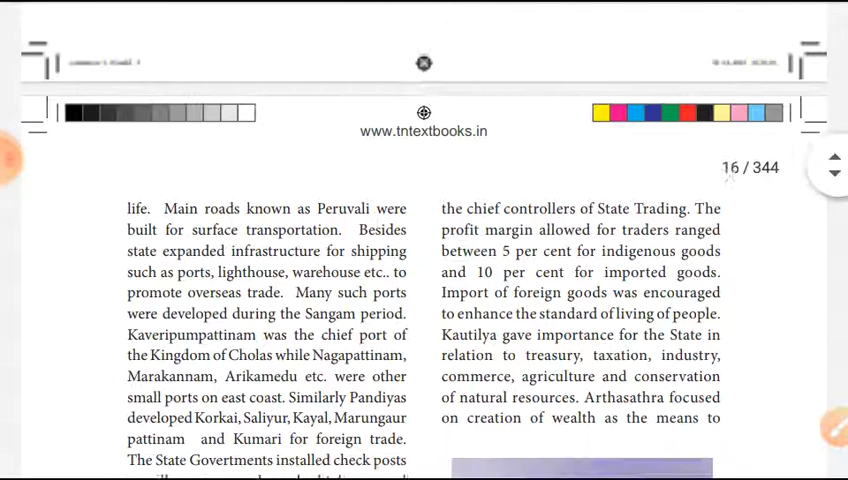 www.tntextbooks.in
16 / 344
life. Main roads known as Peruvali were
built for surface transportation. Besides
state expanded infrastructure for shipping
such as ports, lighthouse, warehouse etc.. to
promote overseas trade. Many such ports
were developed during the Sangam period.
Kaveripumpattinam was the chief port of
the Kingdom of Cholas while Nagapattinam,
Marakannam, Arikamedu etc. were other
small ports on east coast. Similarly Pandiyas
developed Korkai, Saliyur, Kayal, Marungaur
pattinam and Kumari for foreign trade.
The State Govertments installed check posts
the chief controllers of State Trading. The
profit margin allowed for traders ranged
between 5 per cent for indigenous goods
and 10 per cent for imported goods.
Import of foreign goods was encouraged
to enhance the standard of living of people.
Kautilya gave importance for the State in
relation to treasury, taxation, industry,
commerce, agriculture and conservation
of natural resources. Arthasathra focused
on creation of wealth as the means to